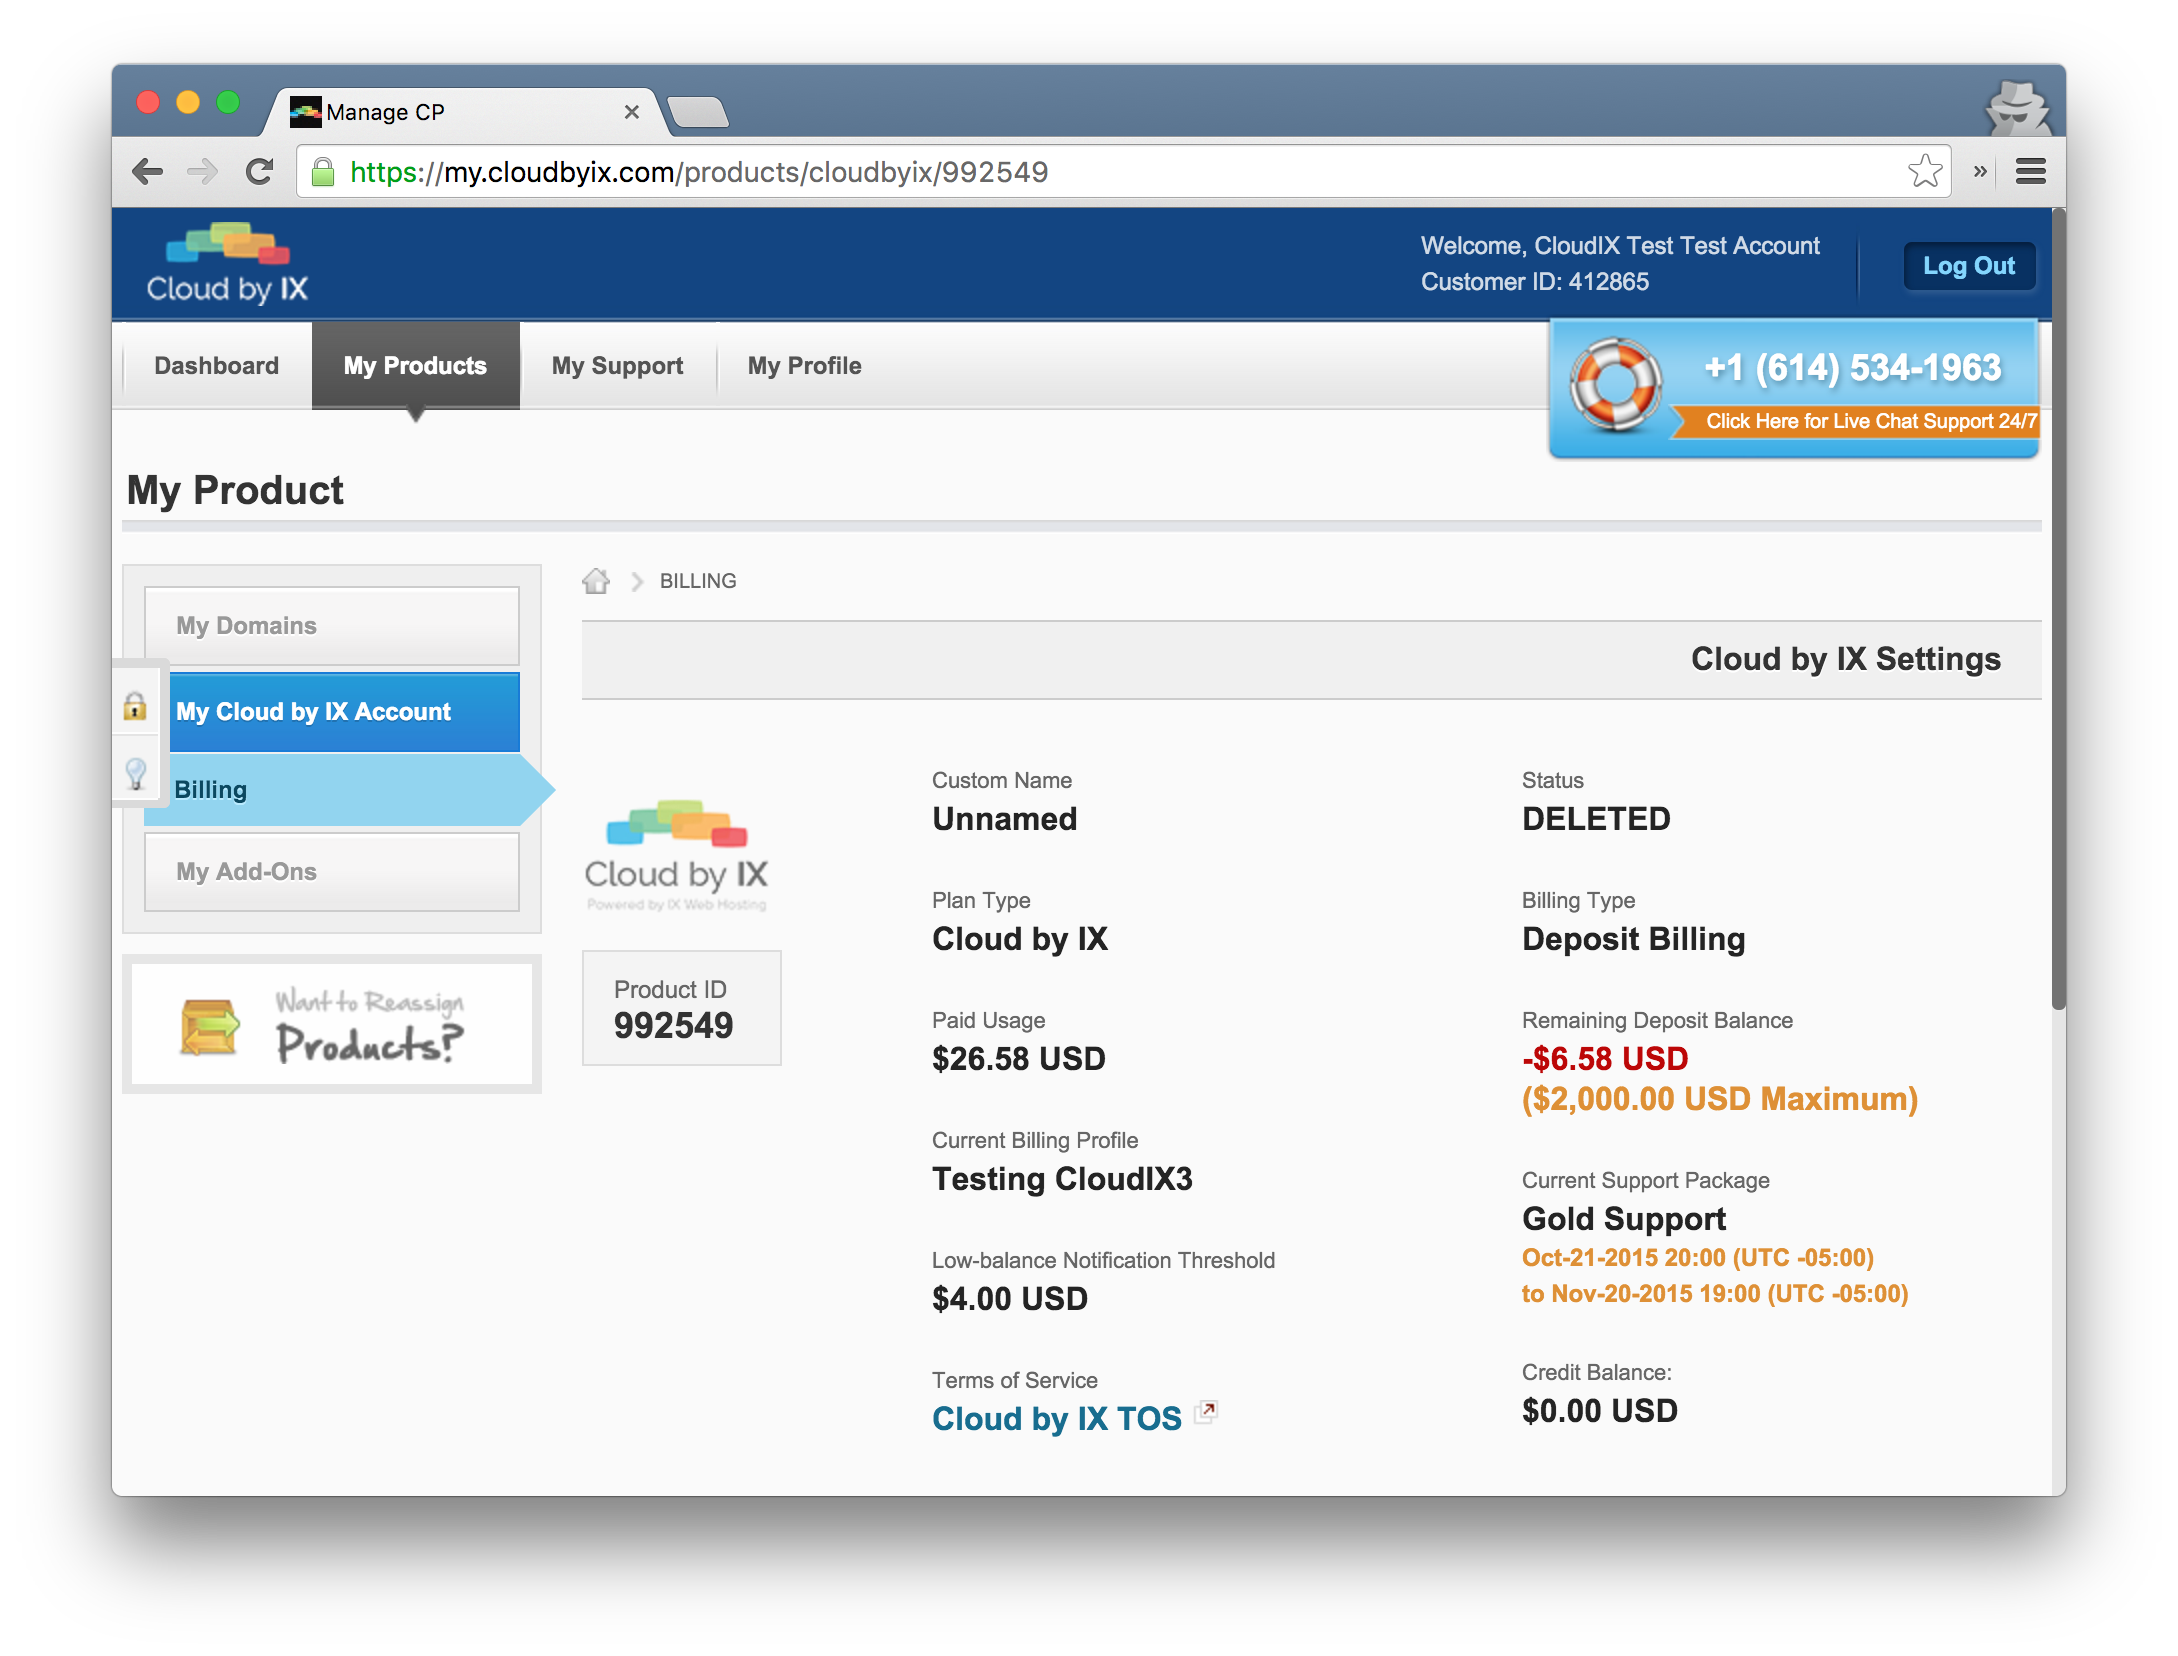 Manage CP
https://my.cloudbyix.com/products/cloudbyix/992549
Cloud by IX
Welcome, CloudIX Test Test Account
Customer ID: 412865
Log Out
Dashboard
My Products
My Support
My Profile
+1 (614) 534-1963
Click Here for Live Chat Support 24/7
My Product
My Domains
My Cloud by IX Account
Billing
My Add-Ons
Want to Reassign
Products?
BILLING
Cloud by IX Settings
Cloud by IX
Powered by IX Web Hosting
Product ID
992549
Custom Name
Unnamed
Plan Type
Cloud by IX
Paid Usage
$26.58 USD
Current Billing Profile
Testing CloudIX3
Low-balance Notification Threshold
$4.00 USD
Terms of Service
Cloud by IX TOS
Status
DELETED
Billing Type
Deposit Billing
Remaining Deposit Balance
-$6.58 USD
($2,000.00 USD Maximum)
Current Support Package
Gold Support
Oct-21-2015 20:00 (UTC -05:00)
to Nov-20-2015 19:00 (UTC -05:00)
Credit Balance:
$0.00 USD